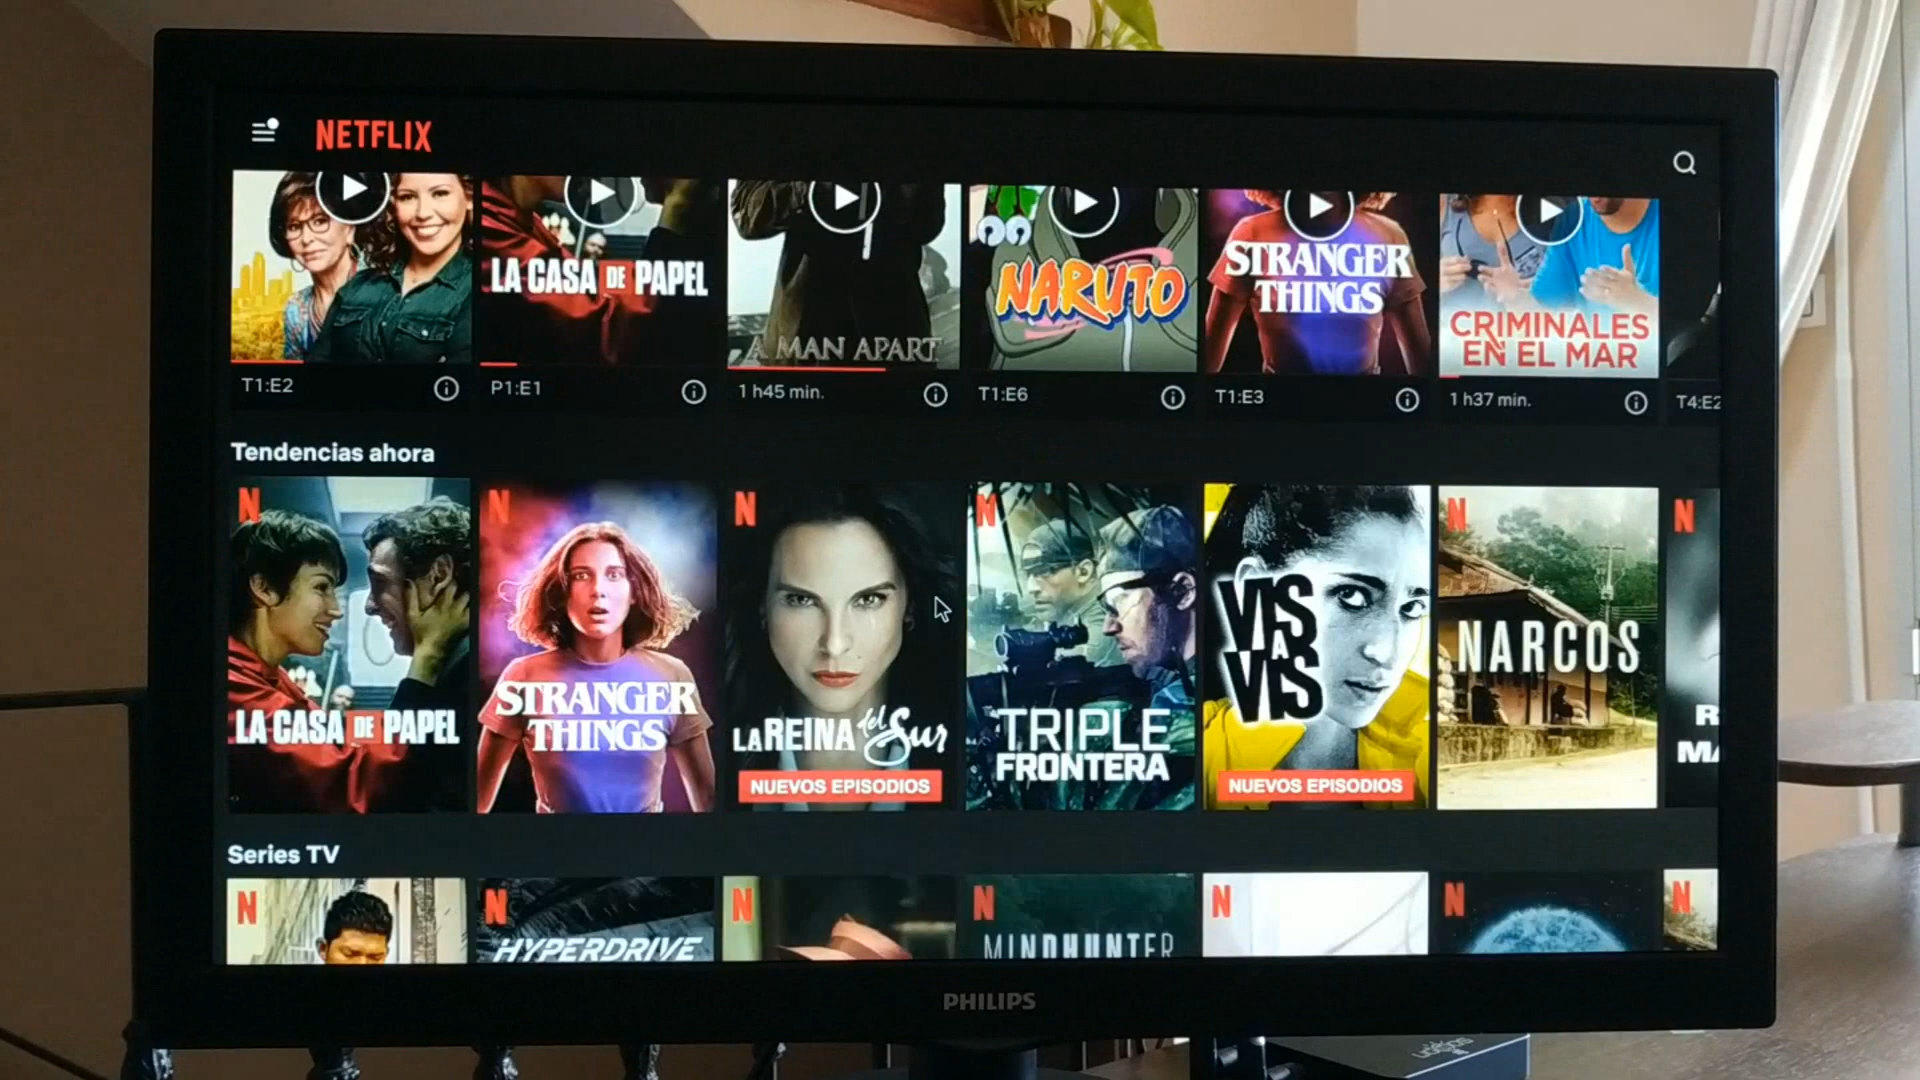 NETFLIX
LA CASA DE PAPEL
A MAN APART
NARUTO
STRANGER
THINGS
CRIMINALES
EN EL MAR
T1:E2
P1:E1
1 h45 min.
T1:E6
T1:E3
1 h37 min.
T4:E2
Tendencias ahora
N
N
N
N
N
N
N
LA CASA DE PAPEL
STRANGER
THINGS
LA REINA del Sur
NUEVOS EPISODIOS
TRIPLE
FRONTERA
VIS
A
VIS
NUEVOS EPISODIOS
NARCOS
R
MA
Series TV
N
N
N
N
N
N
N
HYPERDRIVE
MINDHUNTER
PHILIPS